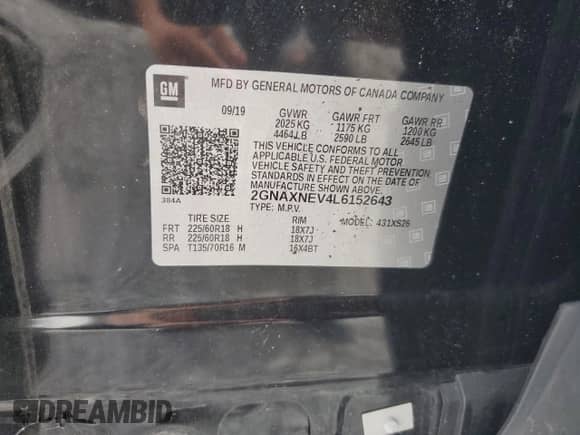 GM
MFD BY GENERAL MOTORS OF CANADA COMPANY
09/19 GVWR GAWR FRT GAWR RR
2025 KG 1175 KG 1200 KG
4464 LB 2590 LB 2645 LB
THIS VEHICLE CONFORMS TO ALL
APPLICABLE U.S. FEDERAL MOTOR
VEHICLE SAFETY AND THEFT PREVENTION
STANDARDS IN EFFECT ON THE DATE OF
MANUFACTURE SHOWN ABOVE.
2GNAXNEV4L6152643
384A TYPE: M.P.V. MODEL: 431XS26
TIRE SIZE RIM
FRT 225/60R18 H 18X7J
RR 225/60R18 H 18X7J
SPA T135/70R16 M 16X4BT
DREAMBID